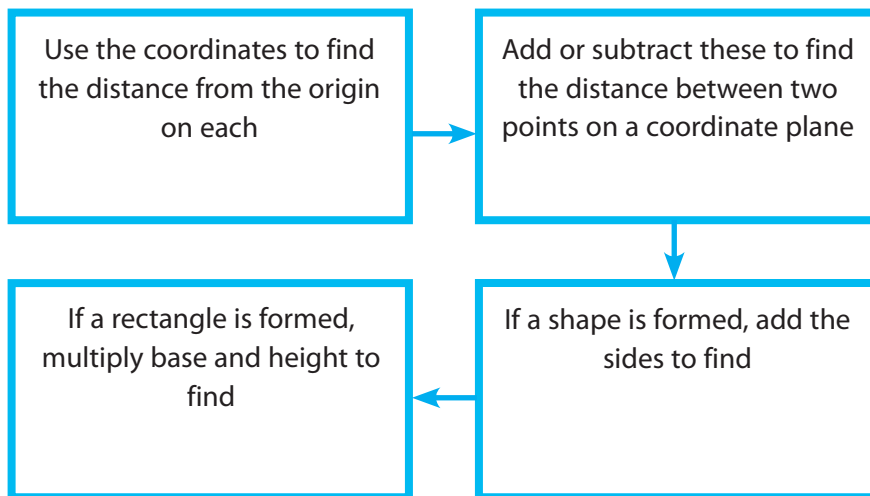 Use the coordinates to find
the distance from the origin
on each
Add or subtract these to find
the distance between two
points on a coordinate plane
If a shape is formed, add the
sides to find
If a rectangle is formed,
multiply base and height to
find